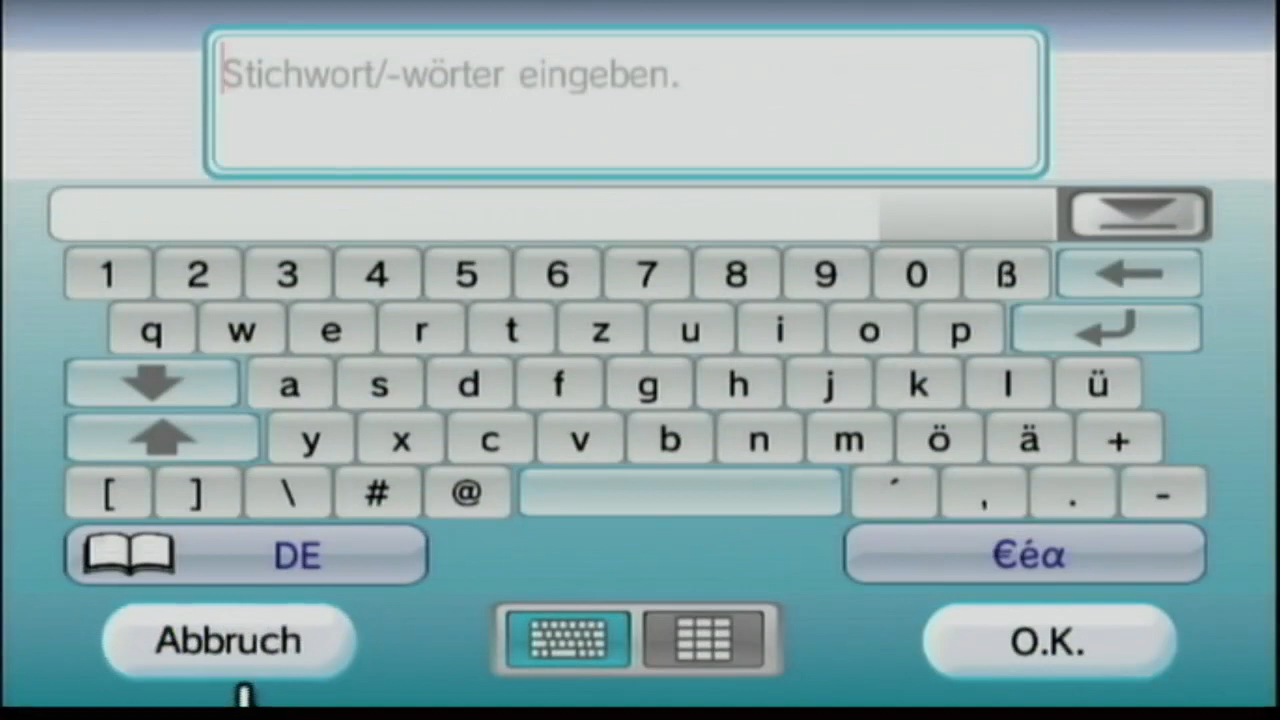 Stichwort/-wörter eingeben.
1 2 3 4 5 6 7 8 9 0 ß
q w e r t z u i o p
a s d f g h j k l ü
y x c v b n m ö ä +
[ ] \ # @ ´ , . -
DE €éα
Abbruch O.K.